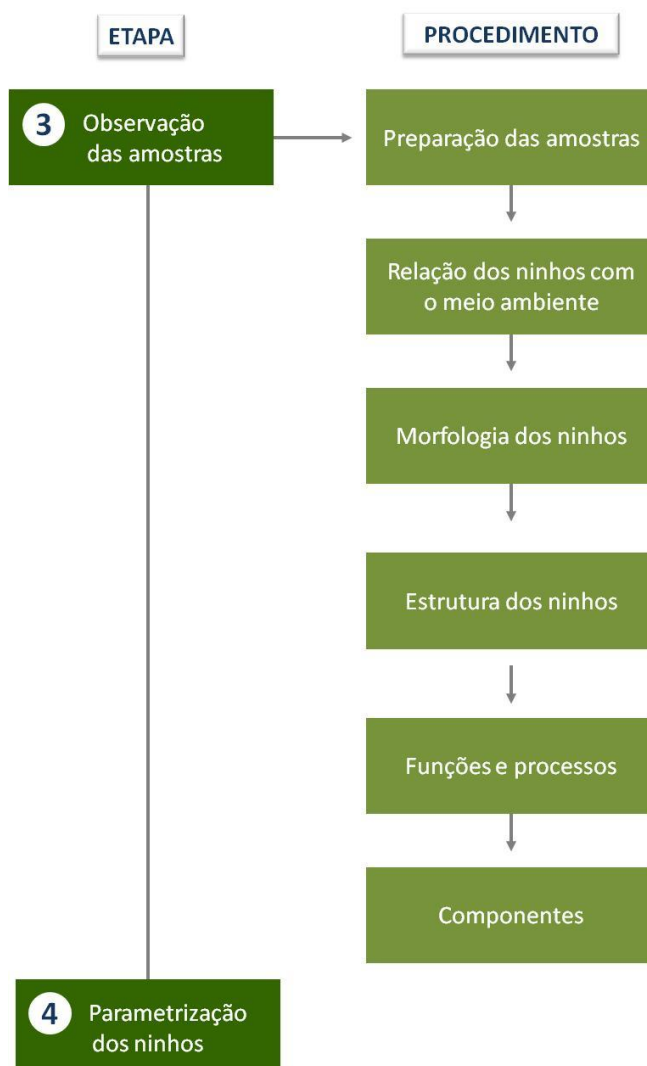 ETAPA
PROCEDIMENTO
3 Observação
das amostras
Preparação das amostras
Relação dos ninhos com
o meio ambiente
Morfologia dos ninhos
Estrutura dos ninhos
Funções e processos
Componentes
4 Parametrização
dos ninhos